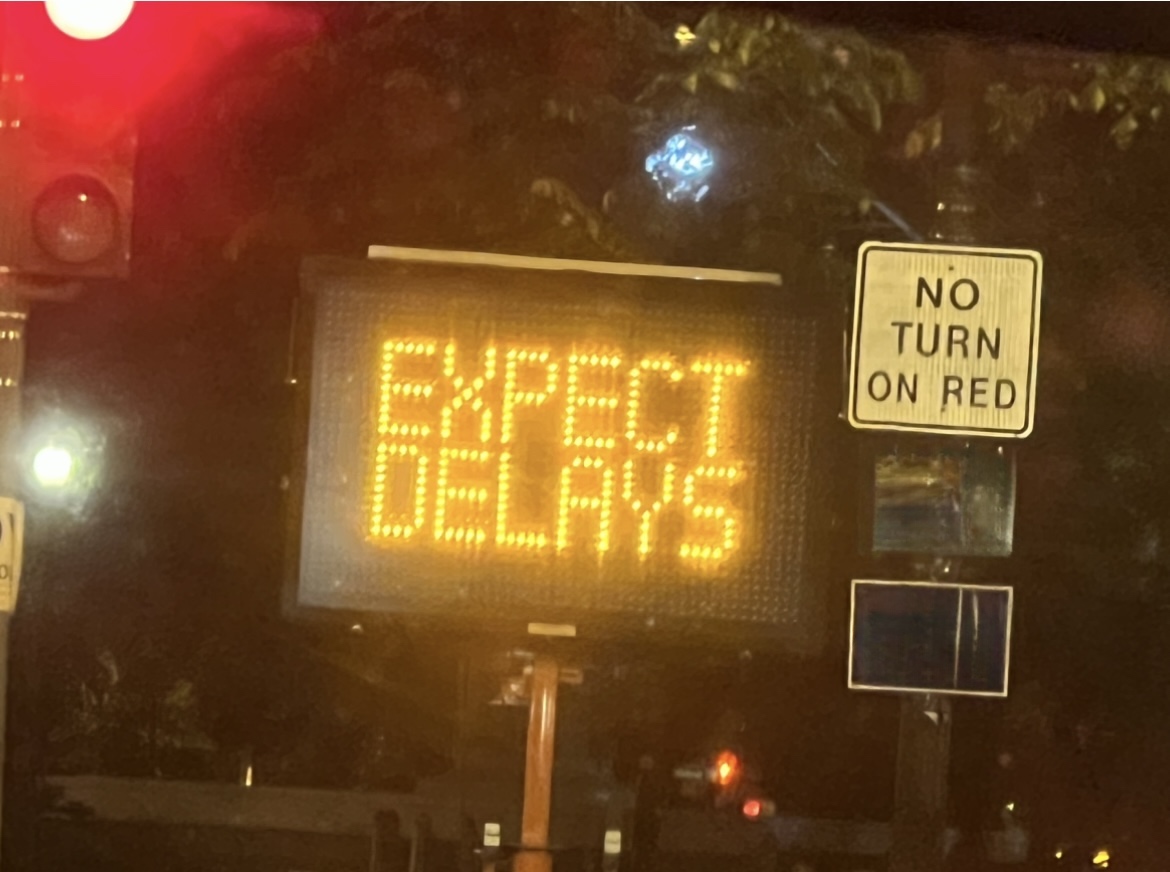 EXPECT
DELAYS
NO
TURN
ON RED